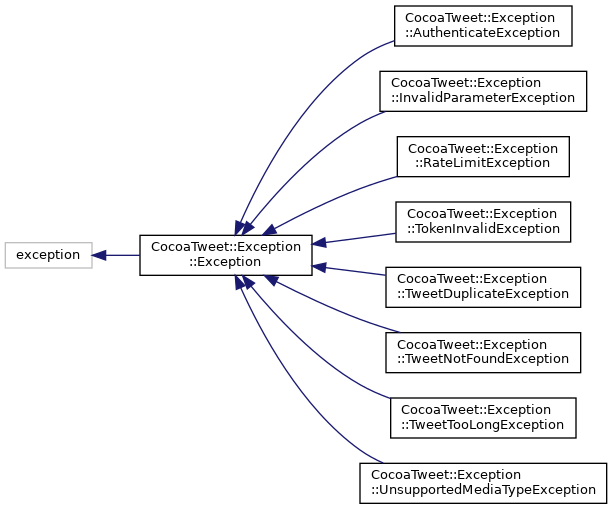 CocoaTweet::Exception
::AuthenticateException
CocoaTweet::Exception
::InvalidParameterException
CocoaTweet::Exception
::RateLimitException
CocoaTweet::Exception
::TokenInvalidException
exception
CocoaTweet::Exception
::Exception
CocoaTweet::Exception
::TweetDuplicateException
CocoaTweet::Exception
::TweetNotFoundException
CocoaTweet::Exception
::TweetTooLongException
CocoaTweet::Exception
::UnsupportedMediaTypeException